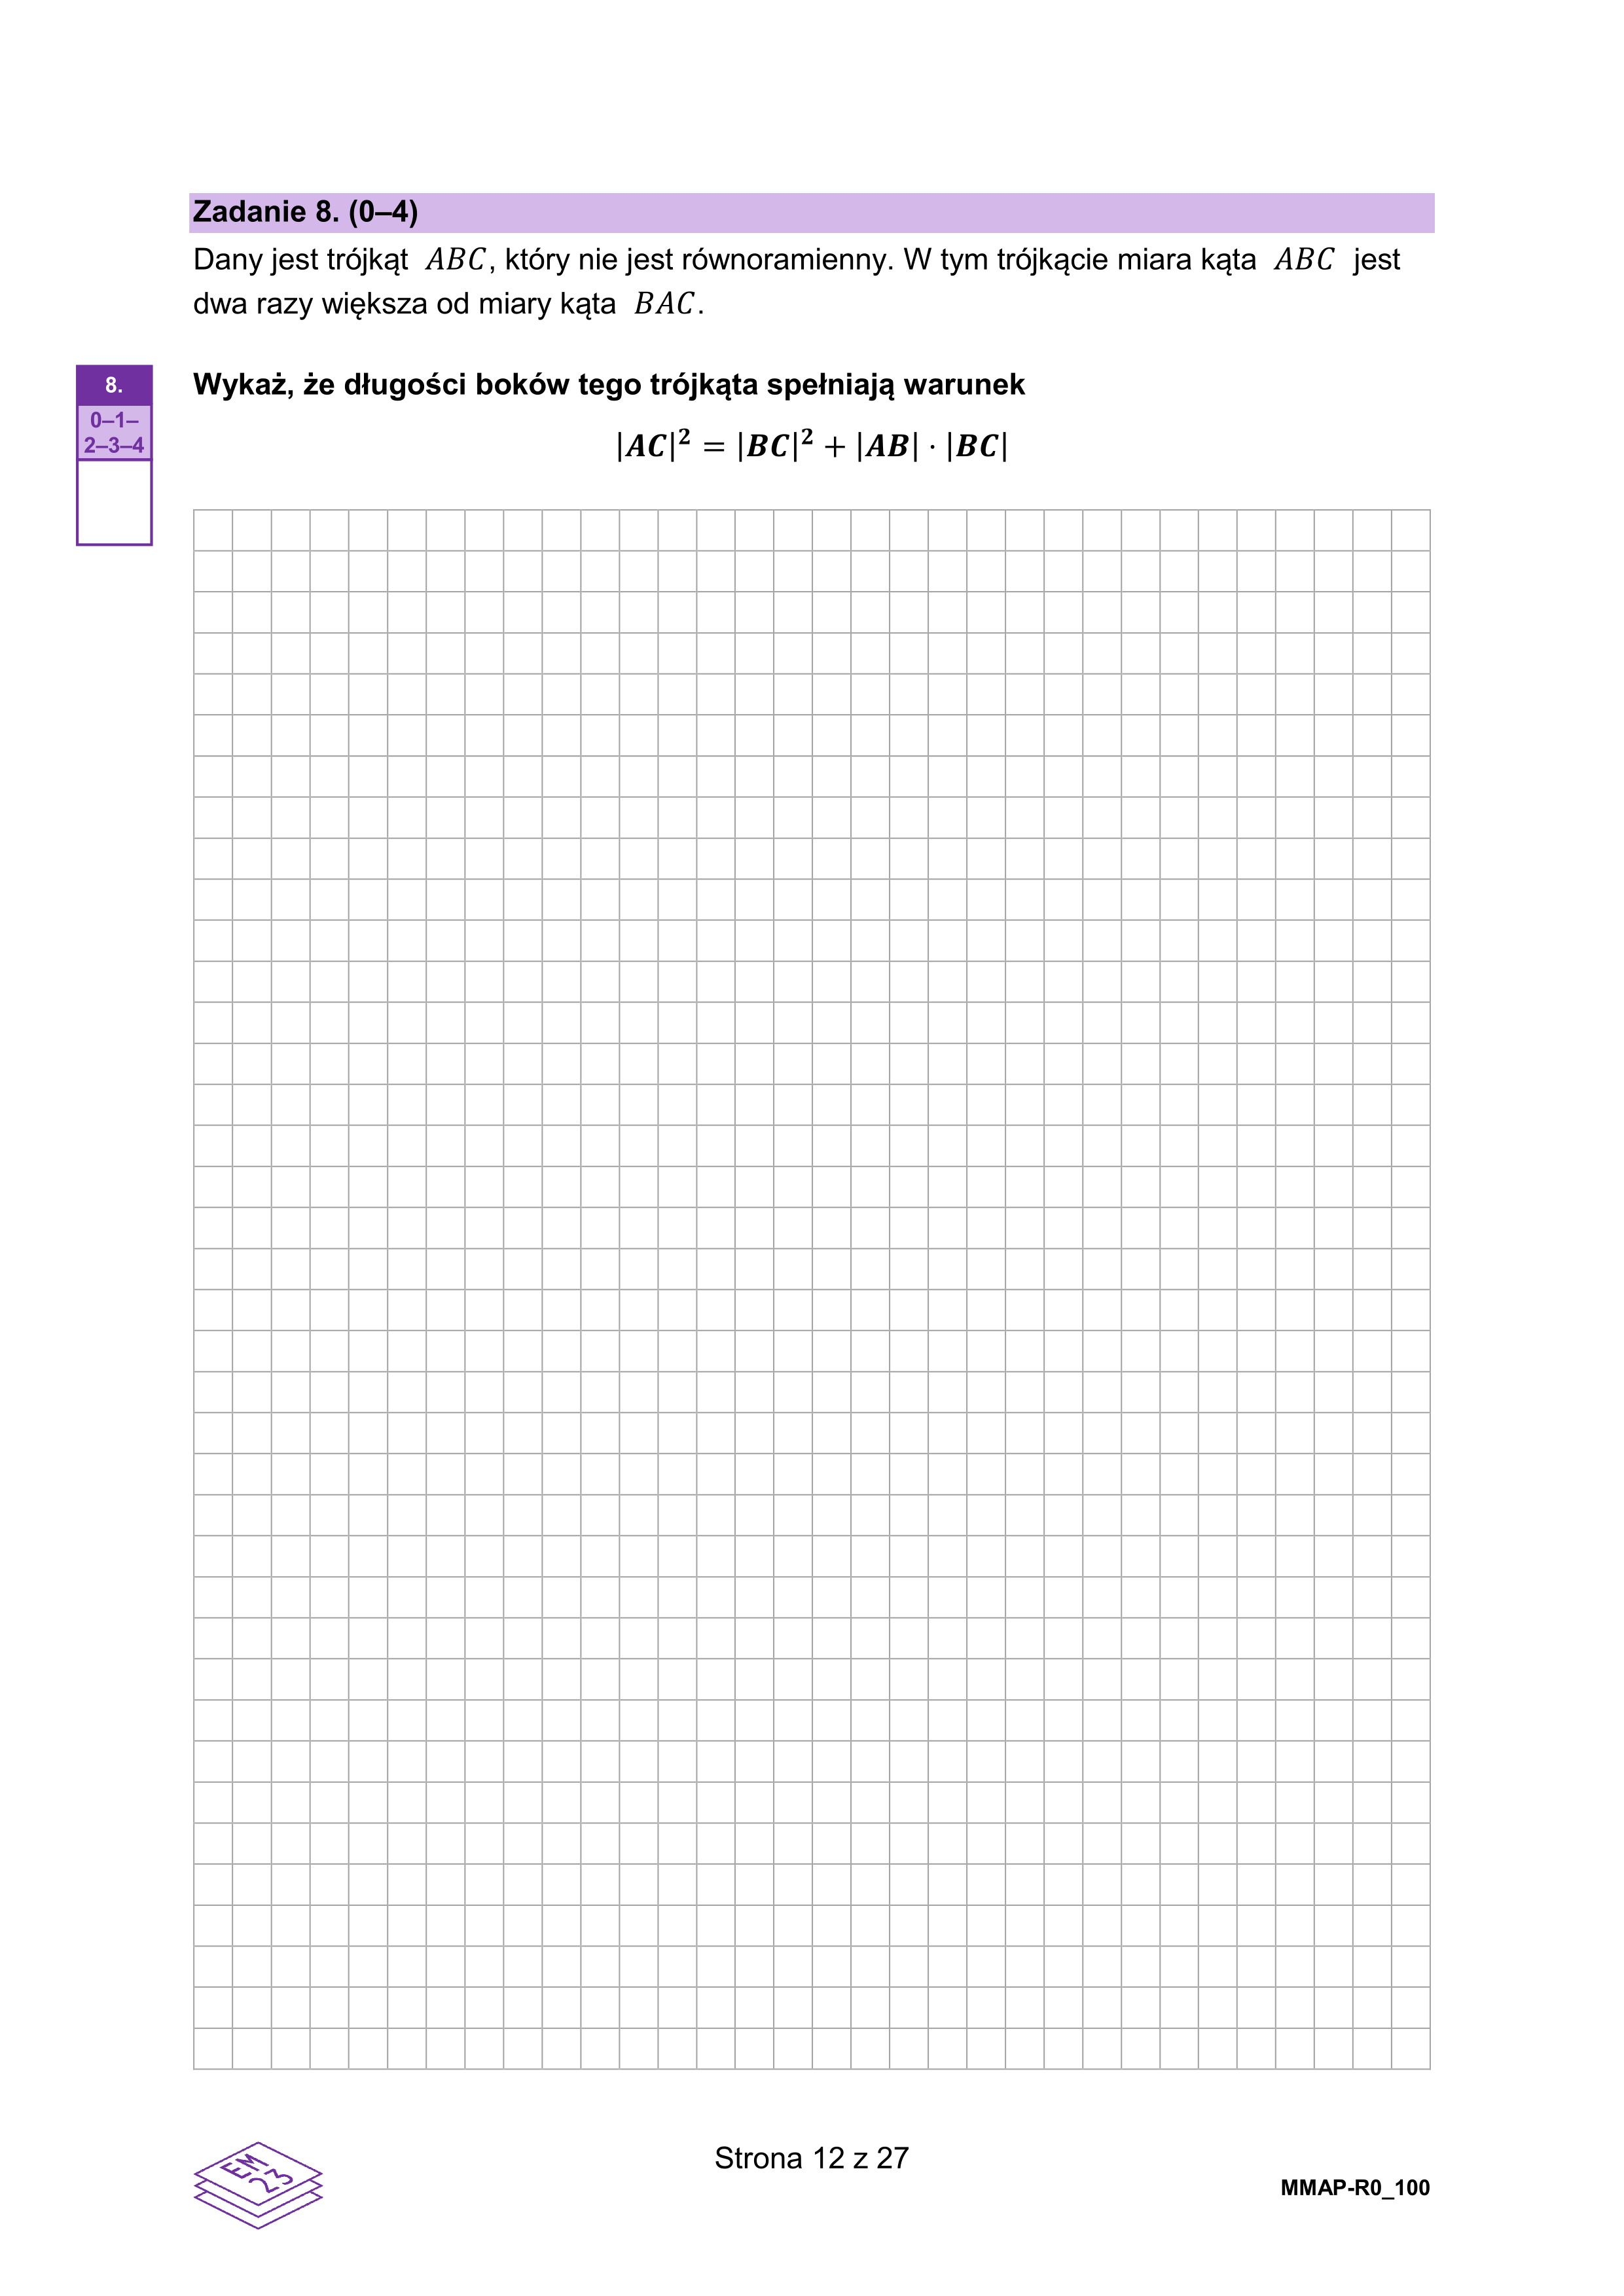 Zadanie 8. (0–4)
Dany jest trójkąt ABC, który nie jest równoramienny. W tym trójkącie miara kąta ABC jest
dwa razy większa od miary kąta BAC.
8.
0–1–
2–3–4
Wykaż, że długości boków tego trójkąta spełniają warunek
|AC|² = |BC|² + |AB| · |BC|
EM
23
Strona 12 z 27
MMAP-R0_100